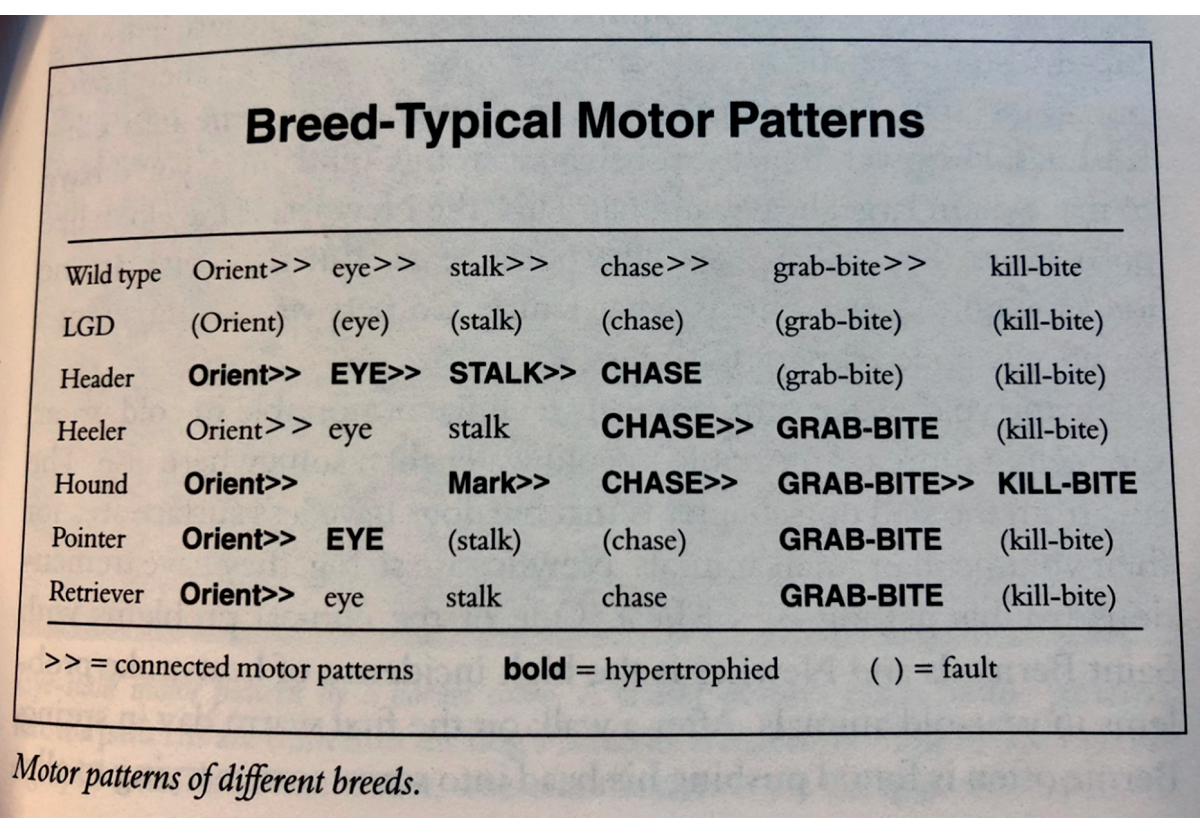 Breed-Typical Motor Patterns
Wild type Orient>> eye>> stalk>> chase>> grab-bite>> kill-bite
LGD (Orient) (eye) (stalk) (chase) (grab-bite) (kill-bite)
Header Orient>> EYE>> STALK>> CHASE (grab-bite) (kill-bite)
Heeler Orient>> eye stalk CHASE>> GRAB-BITE (kill-bite)
Hound Orient>> Mark>> CHASE>> GRAB-BITE>> KILL-BITE
Pointer Orient>> EYE (stalk) (chase) GRAB-BITE (kill-bite)
Retriever Orient>> eye stalk chase GRAB-BITE (kill-bite)
>> = connected motor patterns bold = hypertrophied ( ) = fault
Motor patterns of different breeds.